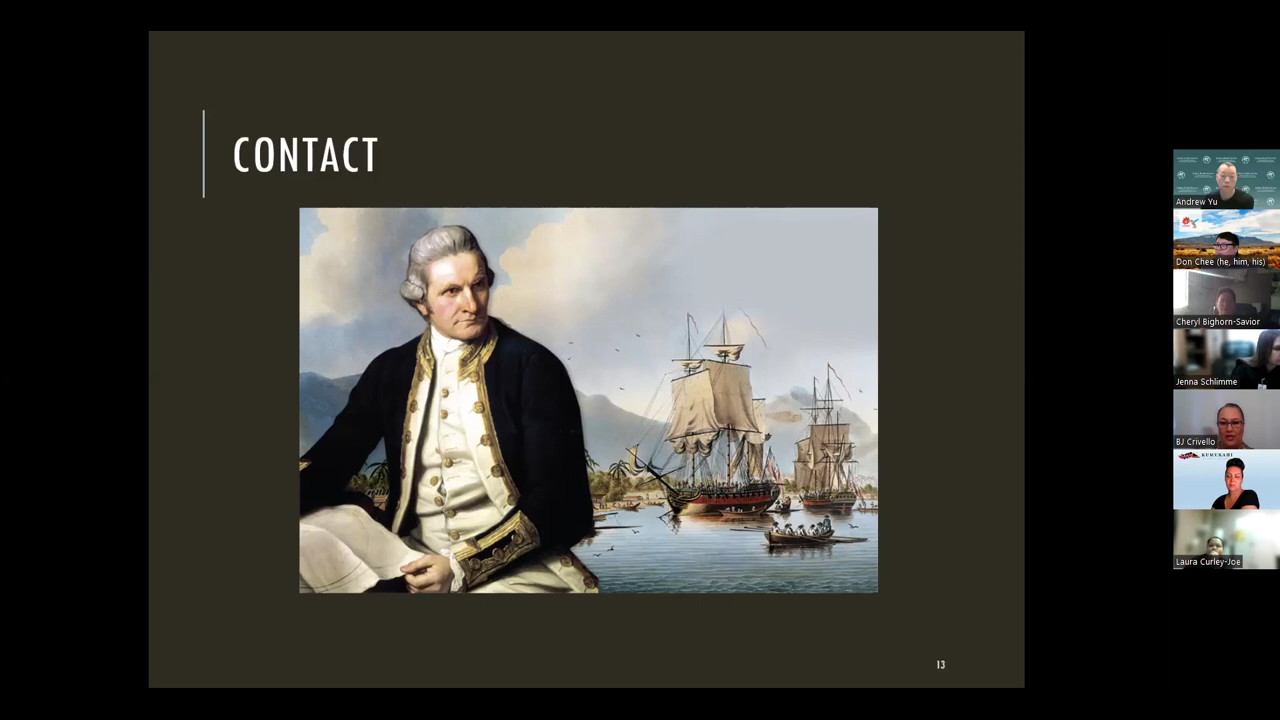 CONTACT
13
Andrew Yu
Don Chee (he, him, his)
Cheryl Bighorn-Savior
Jenna Schlimme
BJ Crivello
KUMUKAHI
Laura Curley-Joe